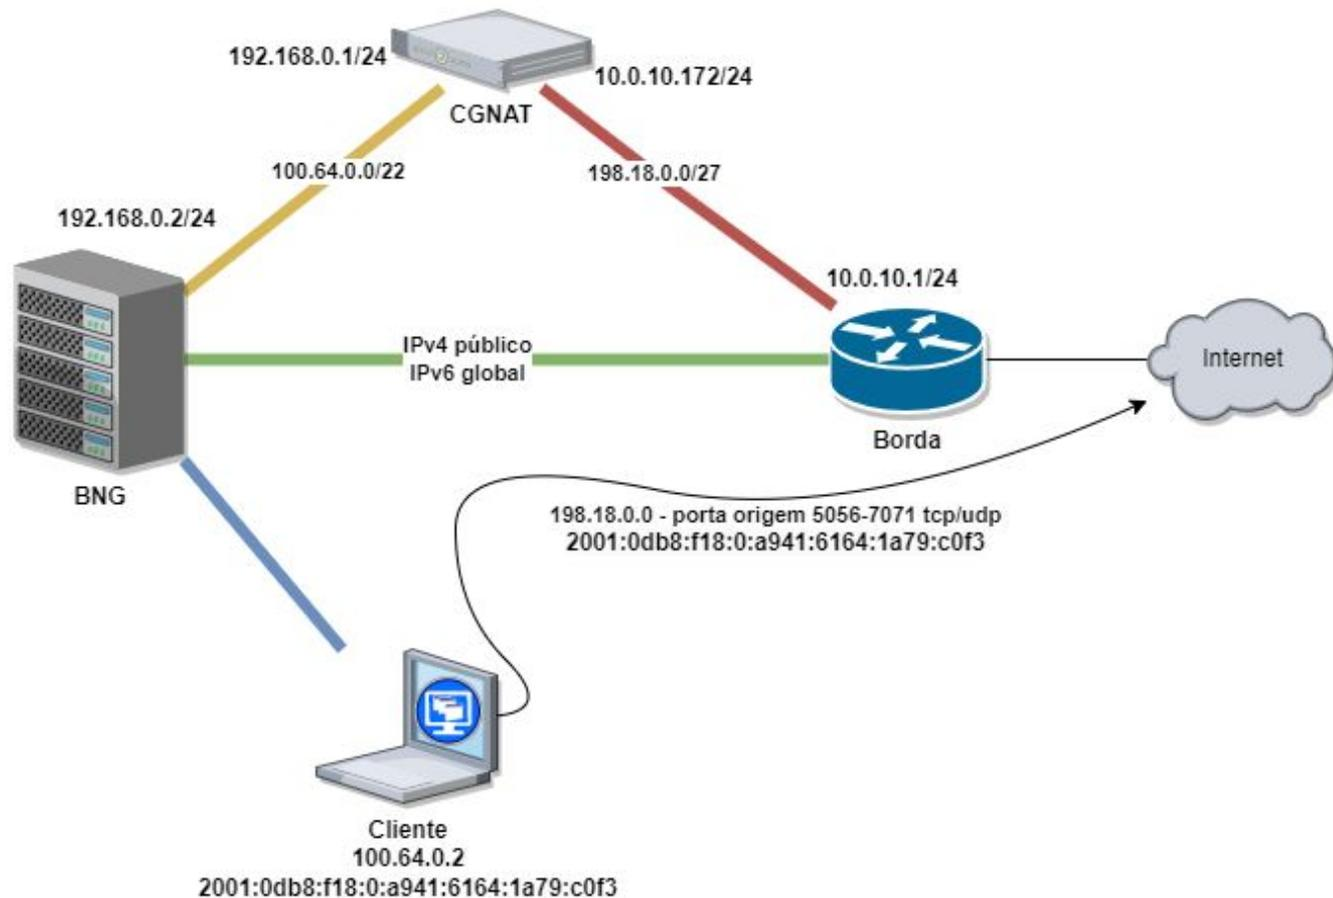 192.168.0.1/24
10.0.10.172/24
CGNAT
100.64.0.0/22
198.18.0.0/27
192.168.0.2/24
10.0.10.1/24
IPv4 público
IPv6 global
Internet
Borda
BNG
198.18.0.0 - porta origem 5056-7071 tcp/udp
2001:0db8:f18:0:a941:6164:1a79:c0f3
Cliente
100.64.0.2
2001:0db8:f18:0:a941:6164:1a79:c0f3